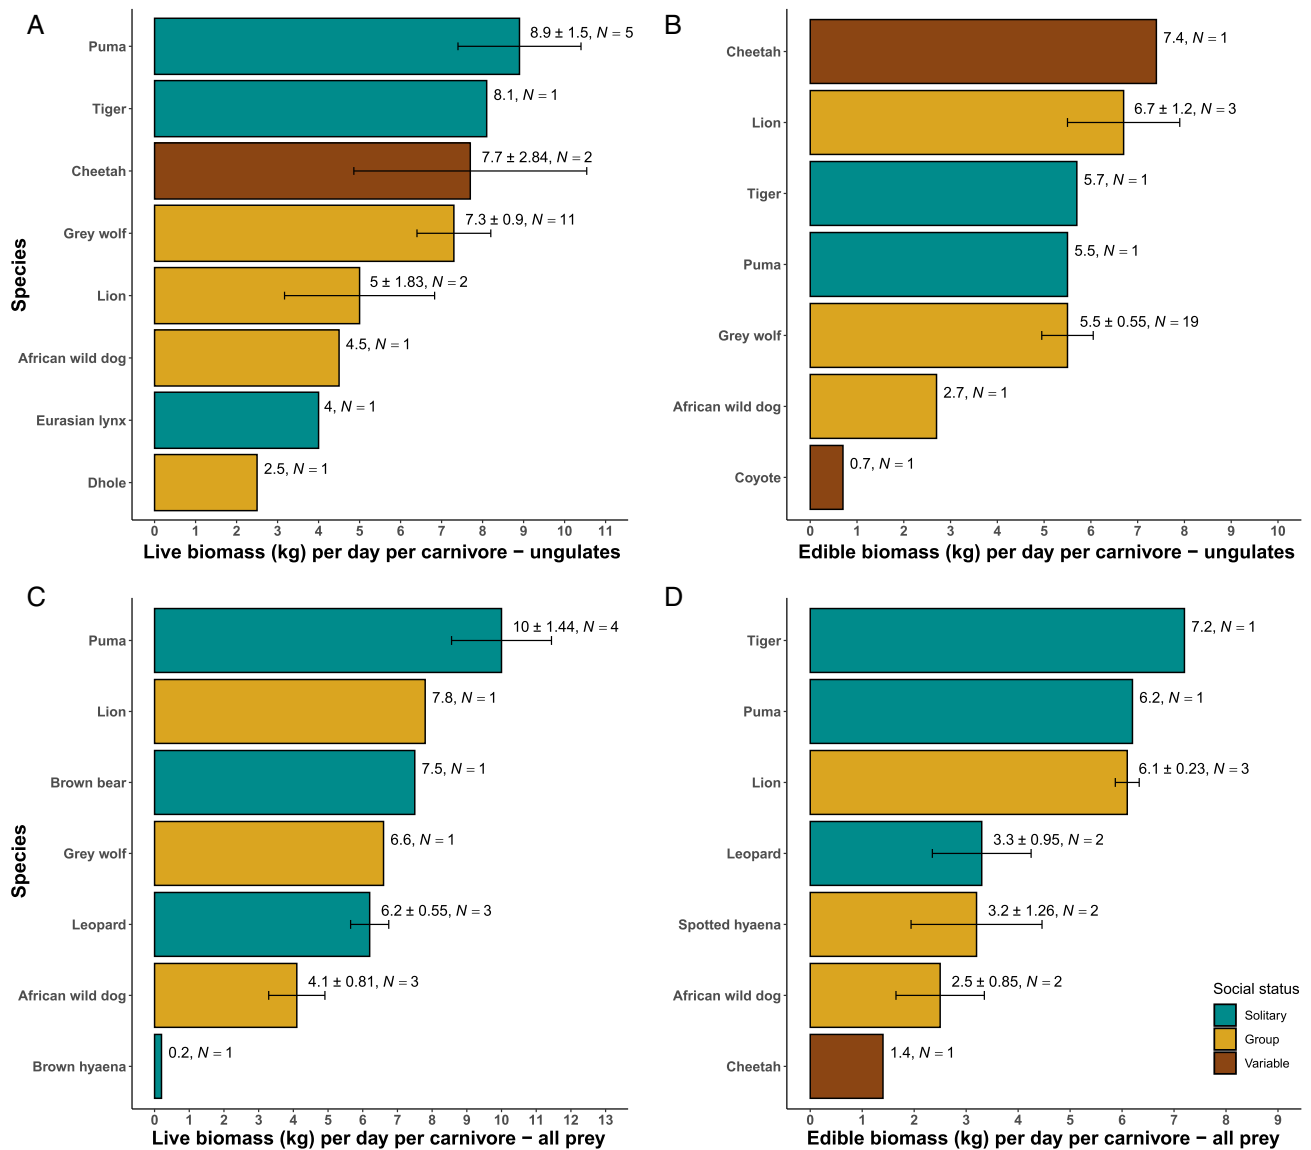 A
Species
Puma
8.9 ± 1.5, N = 5
Tiger
8.1, N = 1
Cheetah
7.7 ± 2.84, N = 2
Grey wolf
7.3 ± 0.9, N = 11
Lion
5 ± 1.83, N = 2
African wild dog
4.5, N = 1
Eurasian lynx
4, N = 1
Dhole
2.5, N = 1
0 1 2 3 4 5 6 7 8 9 10 11
Live biomass (kg) per day per carnivore − ungulates
B
Cheetah
7.4, N = 1
Lion
6.7 ± 1.2, N = 3
Tiger
5.7, N = 1
Puma
5.5, N = 1
Grey wolf
5.5 ± 0.55, N = 19
African wild dog
2.7, N = 1
Coyote
0.7, N = 1
0 1 2 3 4 5 6 7 8 9 10
Edible biomass (kg) per day per carnivore − ungulates
C
Species
Puma
10 ± 1.44, N = 4
Lion
7.8, N = 1
Brown bear
7.5, N = 1
Grey wolf
6.6, N = 1
Leopard
6.2 ± 0.55, N = 3
African wild dog
4.1 ± 0.81, N = 3
Brown hyaena
0.2, N = 1
0 1 2 3 4 5 6 7 8 9 10 11 12 13
Live biomass (kg) per day per carnivore − all prey
D
Tiger
7.2, N = 1
Puma
6.2, N = 1
Lion
6.1 ± 0.23, N = 3
Leopard
3.3 ± 0.95, N = 2
Spotted hyaena
3.2 ± 1.26, N = 2
African wild dog
2.5 ± 0.85, N = 2
Cheetah
1.4, N = 1
0 1 2 3 4 5 6 7 8 9
Edible biomass (kg) per day per carnivore − all prey
Social status
Solitary
Group
Variable